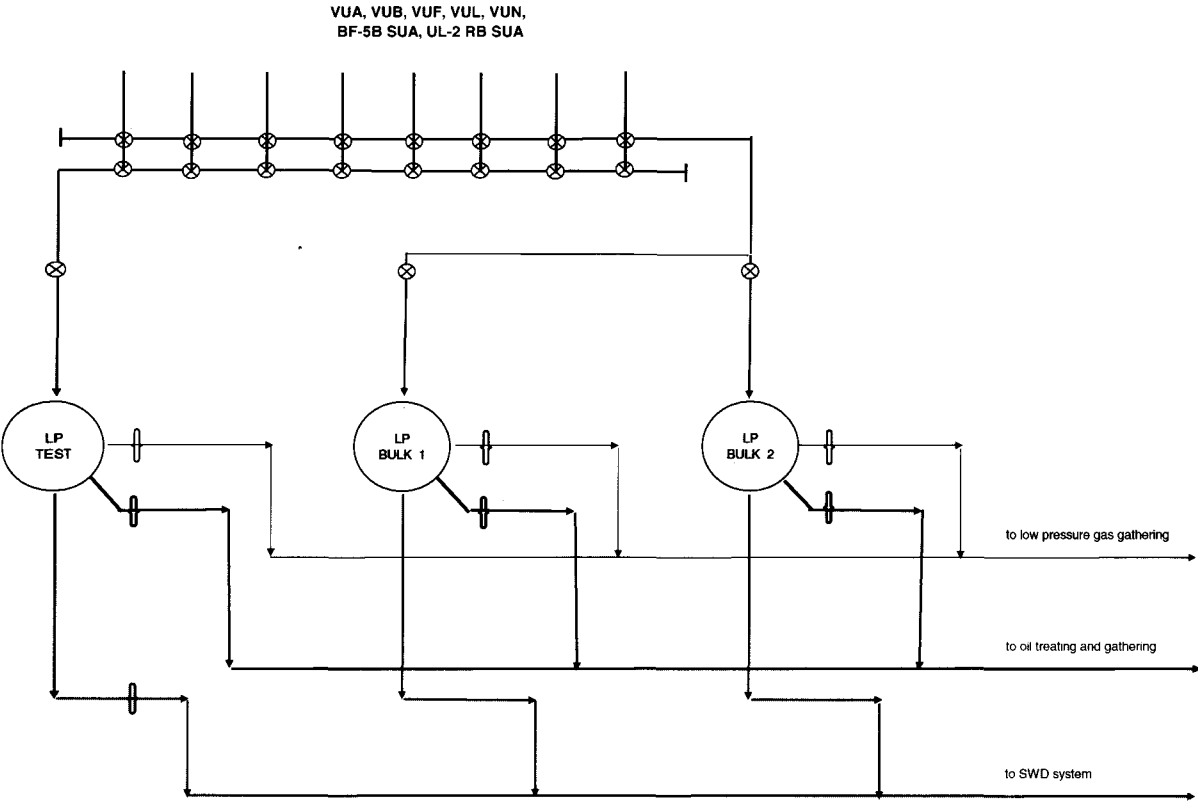 VUA, VUB, VUF, VUL, VUN,
BF-5B SUA, UL-2 RB SUA
LP
TEST
LP
BULK 1
LP
BULK 2
to low pressure gas gathering
to oil treating and gathering
to SWD system